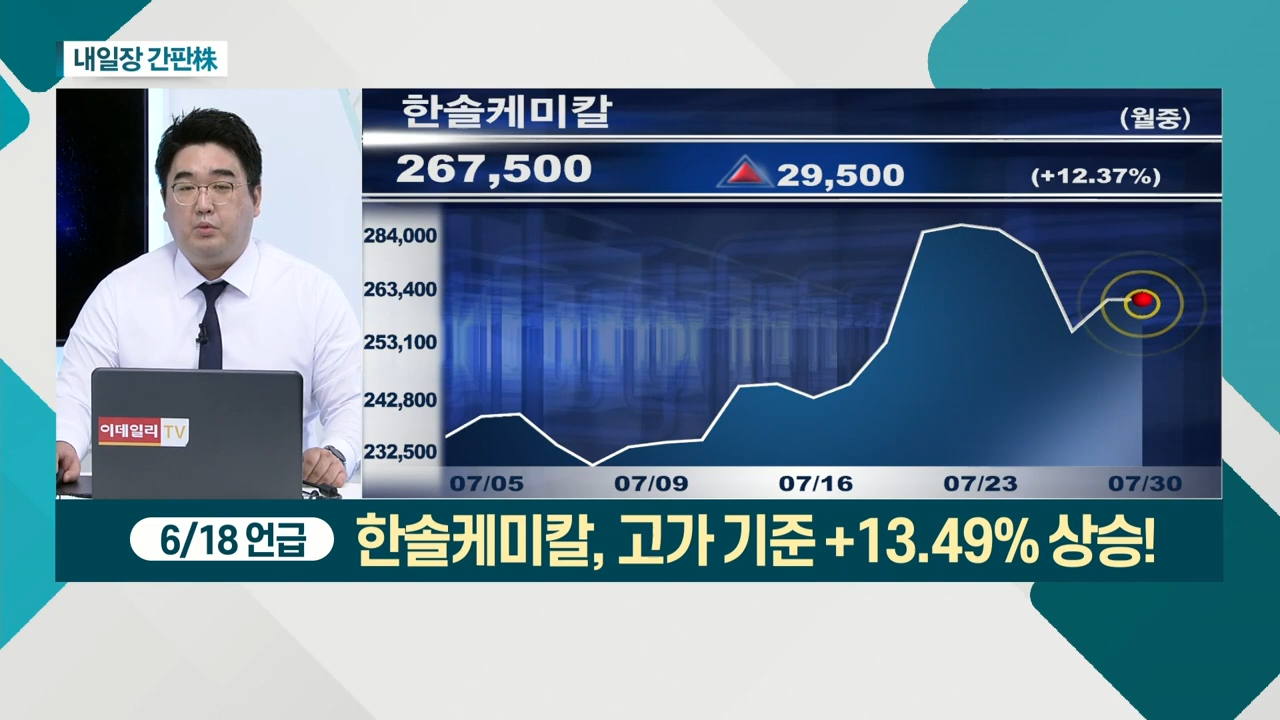 내일장 간판株
한솔케미칼 (월중)
267,500 ▲ 29,500 (+12.37%)
284,000
263,400
253,100
242,800
232,500
07/05 07/09 07/16 07/23 07/30
이데일리TV
6/18 언급 한솔케미칼, 고가 기준 +13.49% 상승!